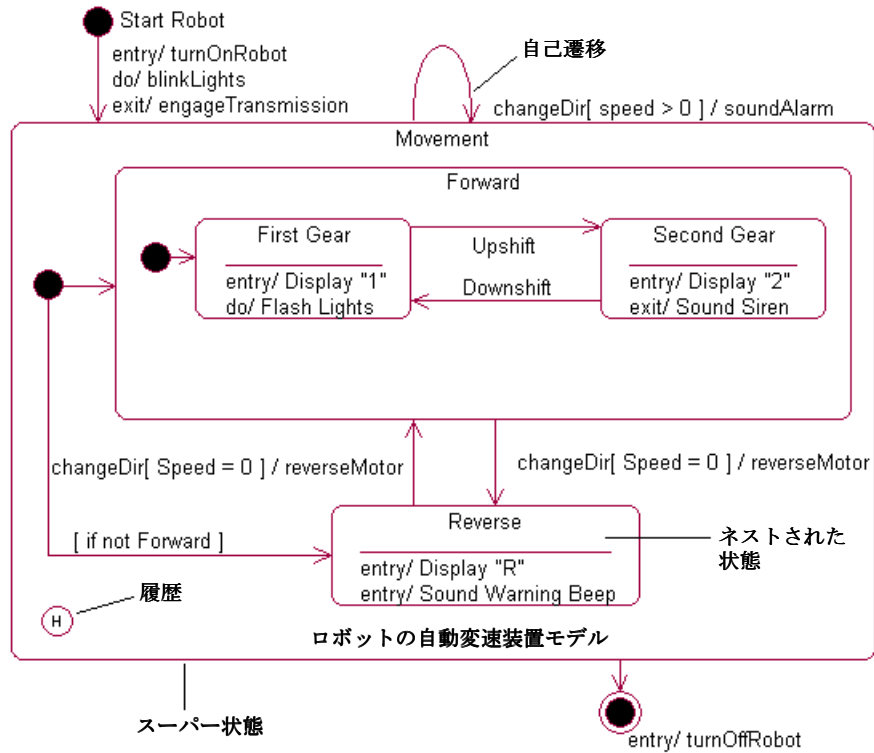 Start Robot
entry/ turnOnRobot
do/ blinkLights
exit/ engageTransmission
自己遷移
changeDir[ speed > 0 ] / soundAlarm
Movement
Forward
First Gear
entry/ Display "1"
do/ Flash Lights
Upshift
Downshift
Second Gear
entry/ Display "2"
exit/ Sound Siren
changeDir[ Speed = 0 ] / reverseMotor
changeDir[ Speed = 0 ] / reverseMotor
[ if not Forward ]
Reverse
entry/ Display "R"
entry/ Sound Warning Beep
ネストされた
状態
履歴
H
ロボットの自動変速装置モデル
スーパー状態
entry/ turnOffRobot